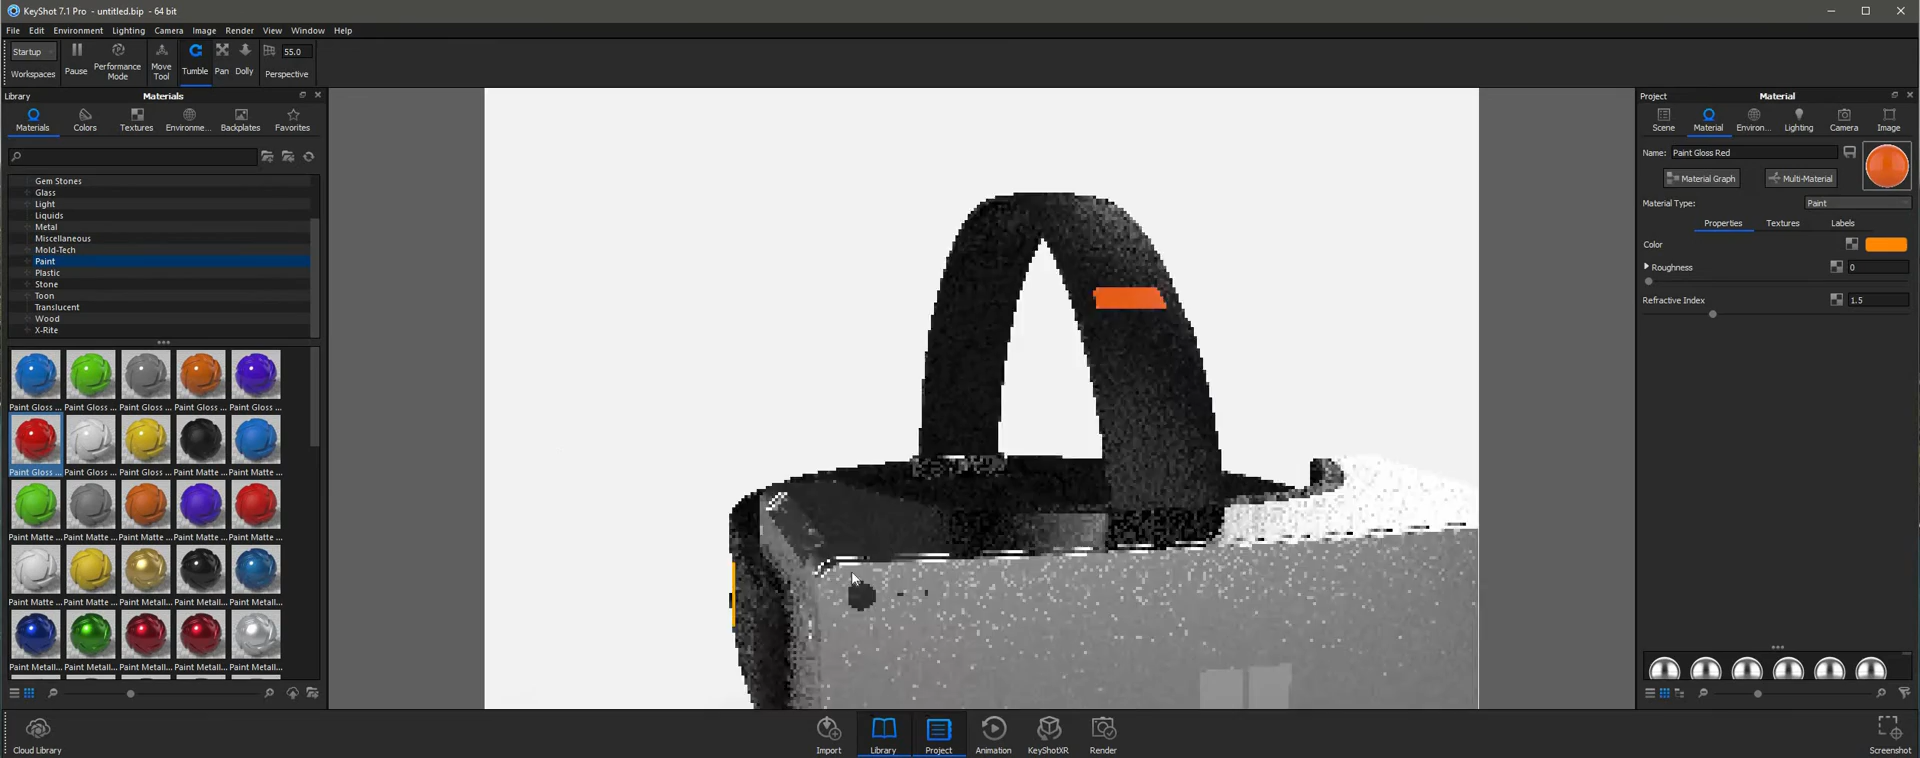 KeyShot 7.1 Pro - untitled.bip - 64 bit
File Edit Environment Lighting Camera Image Render View Window Help
Startup
Workspaces
Pause
Performance Mode
Move Tool
Tumble
Pan
Dolly
55.0
Perspective
Library
Materials
Materials Colors Textures Environme... Backplates Favorites
Gem Stones
Glass
Light
Liquids
Metal
Miscellaneous
Mold-Tech
Paint
Plastic
Stone
Toon
Translucent
Wood
X-Rite
Paint Gloss ... Paint Gloss ... Paint Gloss ... Paint Gloss ... Paint Gloss ...
Paint Gloss ... Paint Gloss ... Paint Gloss ... Paint Matte ... Paint Matte ...
Paint Matte ... Paint Matte ... Paint Matte ... Paint Matte ... Paint Matte ...
Paint Matte ... Paint Matte ... Paint Metall... Paint Metall... Paint Metall...
Paint Metall... Paint Metall... Paint Metall... Paint Metall... Paint Metall...
Project
Material
Scene Material Environ... Lighting Camera Image
Name: Paint Gloss Red
Material Graph
Multi-Material
Material Type: Paint
Properties Textures Labels
Color
Roughness 0
Refractive Index 1.5
Cloud Library
Import
Library
Project
Animation
KeyShotXR
Render
Screenshot